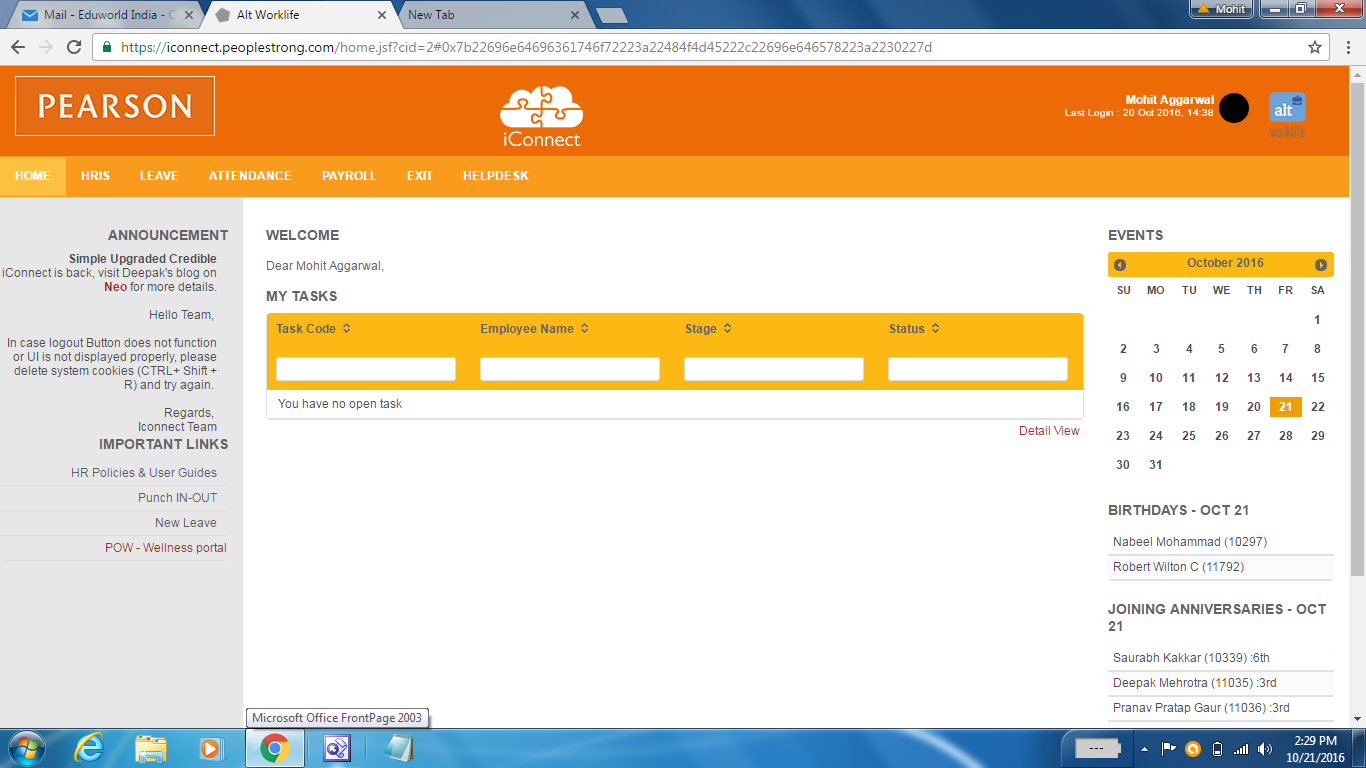 Mail - Eduworld India - C
Alt Worklife
New Tab
Mohit
https://iconnect.peoplestrong.com/home.jsf?cid=2#0x7b22696e64696361746f72223a22484f4d45222c22696e646578223a2230227d
PEARSON
iConnect
Mohit Aggarwal
Last Login : 20 Oct 2016, 14:38
alt
worklife
HOME
HRIS
LEAVE
ATTENDANCE
PAYROLL
EXIT
HELPDESK
ANNOUNCEMENT
Simple Upgraded Credible
iConnect is back, visit Deepak's blog on
Neo for more details.
Hello Team,
In case logout Button does not function
or UI is not displayed properly, please
delete system cookies (CTRL+ Shift +
R) and try again.
Regards,
Iconnect Team
IMPORTANT LINKS
HR Policies & User Guides
Punch IN-OUT
New Leave
POW - Wellness portal
WELCOME
Dear Mohit Aggarwal,
MY TASKS
Task Code Employee Name Stage Status
You have no open task
Detail View
EVENTS
October 2016
SU MO TU WE TH FR SA
1
2 3 4 5 6 7 8
9 10 11 12 13 14 15
16 17 18 19 20 21 22
23 24 25 26 27 28 29
30 31
BIRTHDAYS - OCT 21
Nabeel Mohammad (10297)
Robert Wilton C (11792)
JOINING ANNIVERSARIES - OCT
21
Saurabh Kakkar (10339) :6th
Deepak Mehrotra (11035) :3rd
Pranav Pratap Gaur (11036) :3rd
Microsoft Office FrontPage 2003
---
2:29 PM
10/21/2016